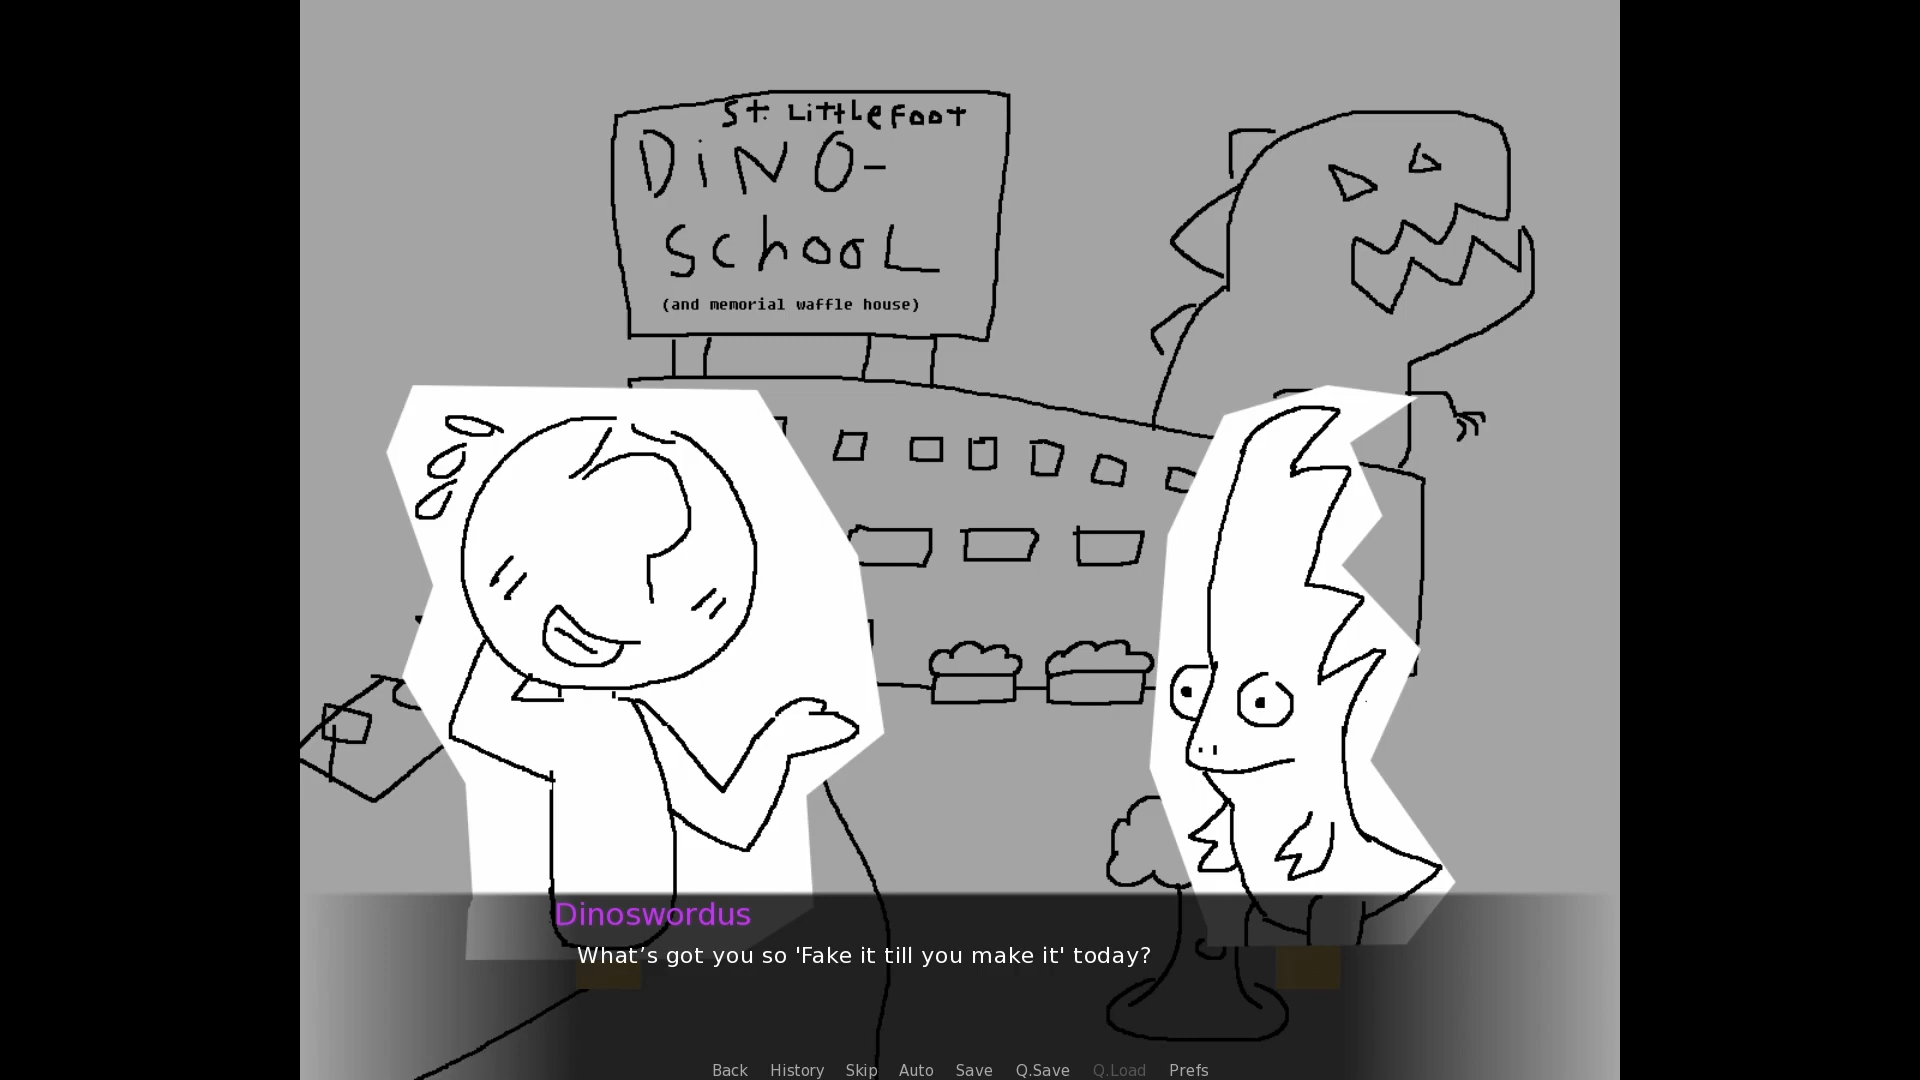 St. LittleFoot
DiNO-
School
(and memorial waffle house)
Dinoswordus
What’s got you so 'Fake it till you make it' today?
Back History Skip Auto Save Q.Save Q.Load Prefs